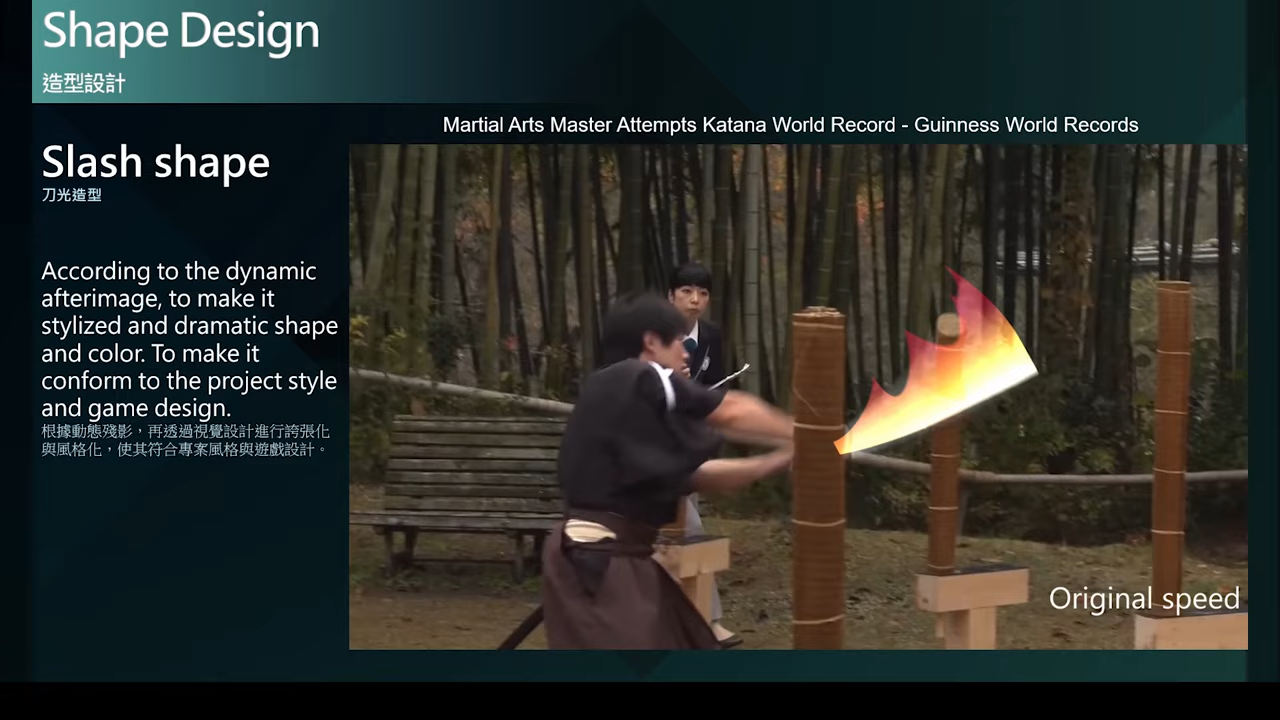 Shape Design
造型設計
Martial Arts Master Attempts Katana World Record - Guinness World Records
Slash shape
刀光造型
According to the dynamic
afterimage, to make it
stylized and dramatic shape
and color. To make it
conform to the project style
and game design.
根據動態殘影，再透過視覺設計進行誇張化
與風格化，使其符合專案風格與遊戲設計。
Original speed